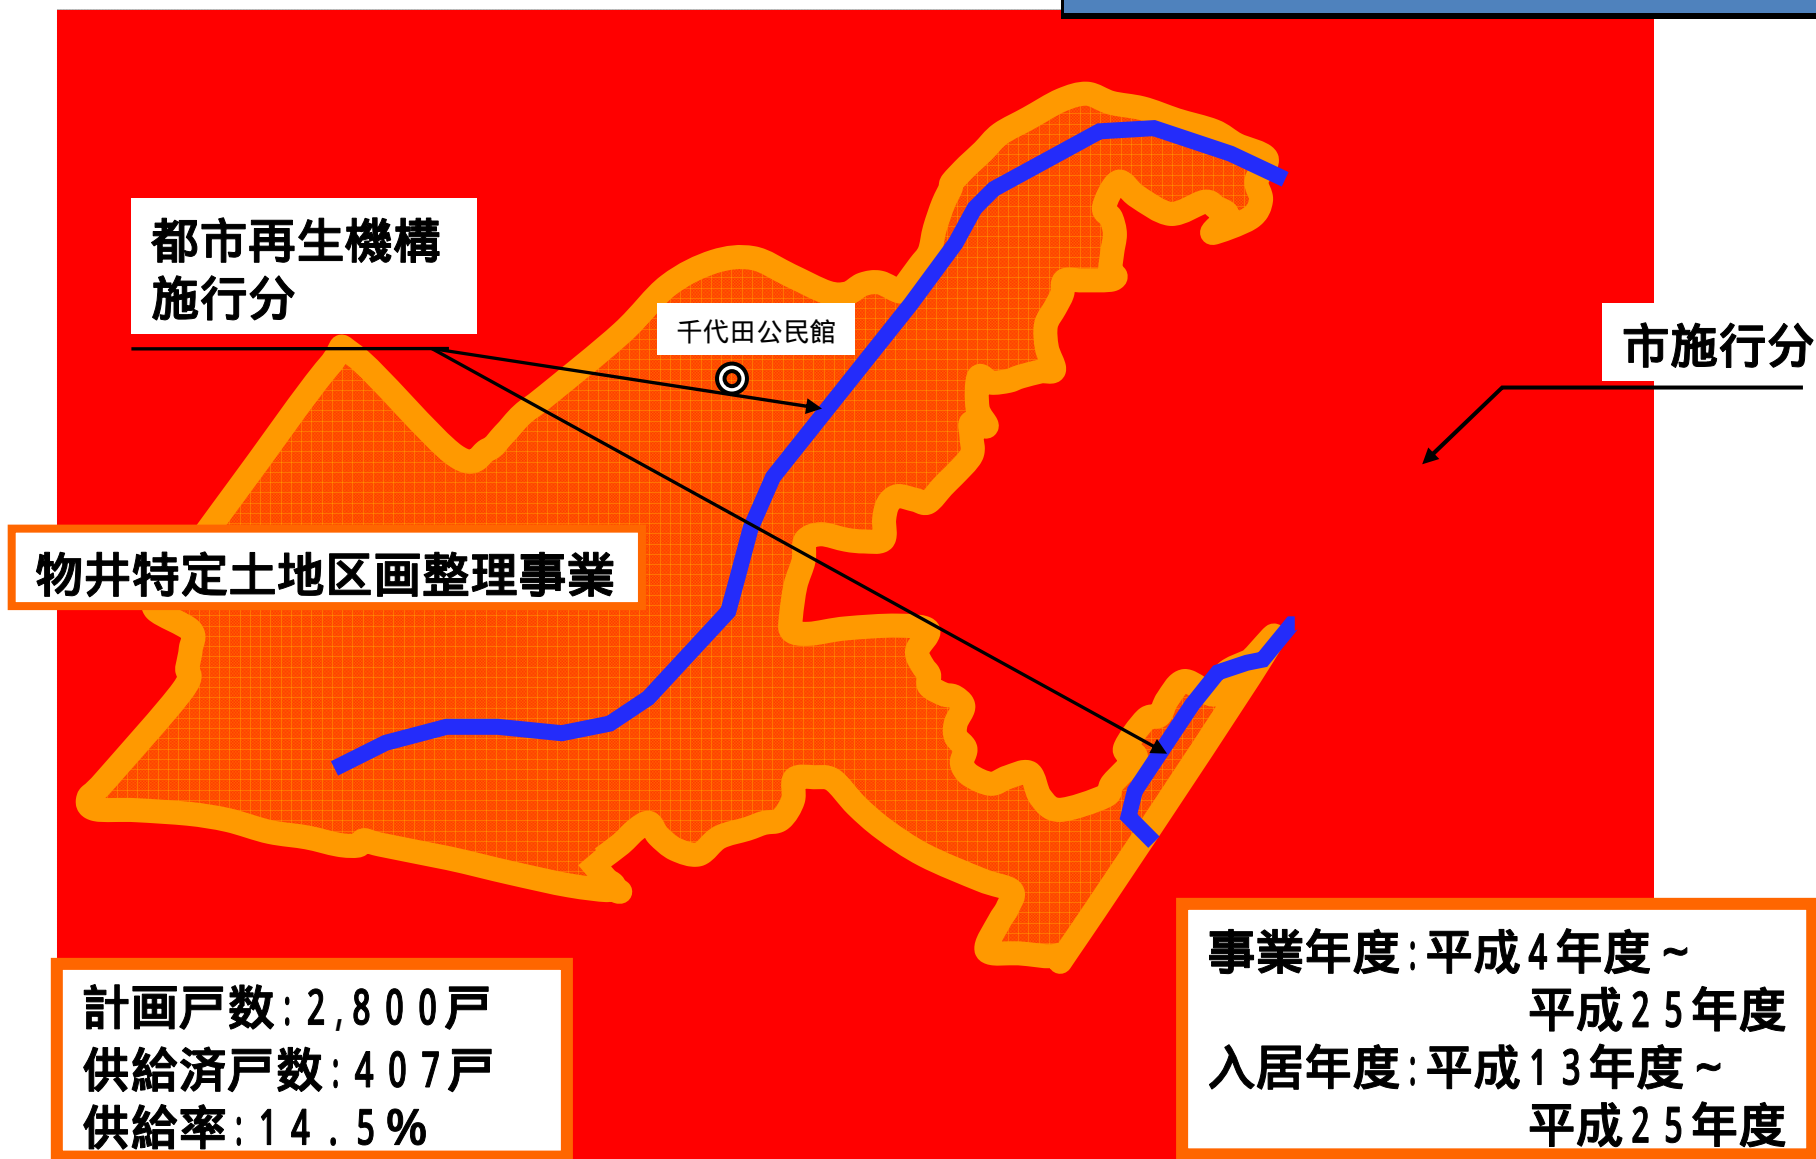 都市再生機構
施行分
千代田公民館
市施行分
物井特定土地区画整理事業
計画戸数:2,800戸
供給済戸数:407戸
供給率:14.5%
事業年度:平成4年度~
平成25年度
入居年度:平成13年度~
平成25年度